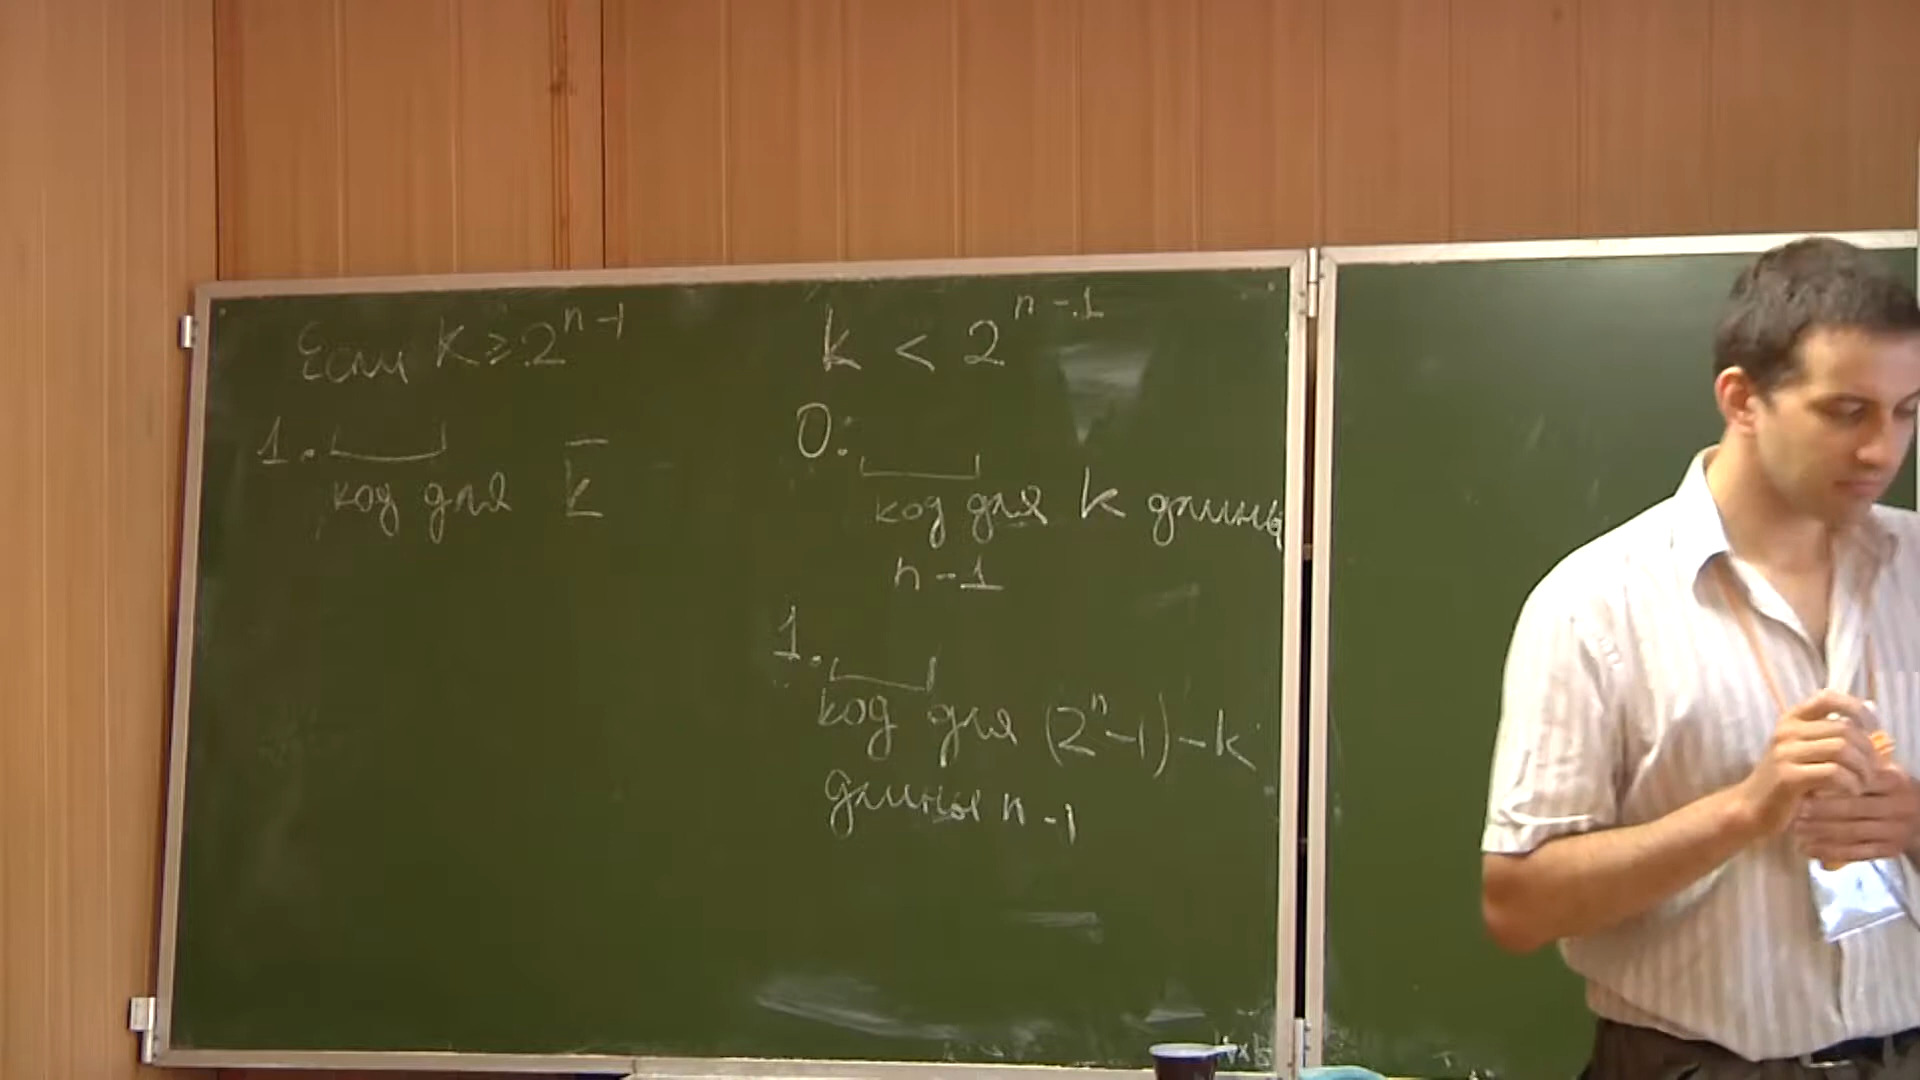 Если k ≥ 2^{n-1}
1.
код для k̅
k < 2^{n-1}
0:
код для k длины
n-1
1.
код для (2^n-1)-k
длины n-1